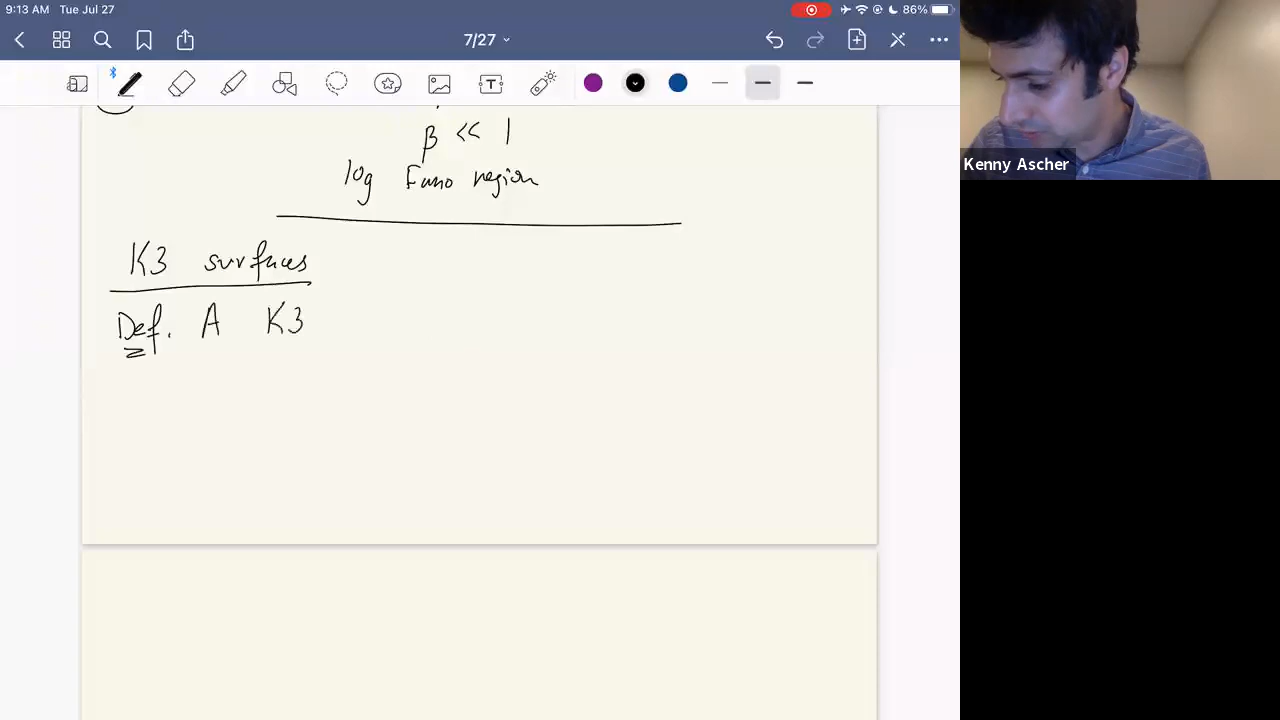 9:13 AM Tue Jul 27
86%
7/27
β << 1
log Fano region
K3 surfaces
Def. A K3
Kenny Ascher